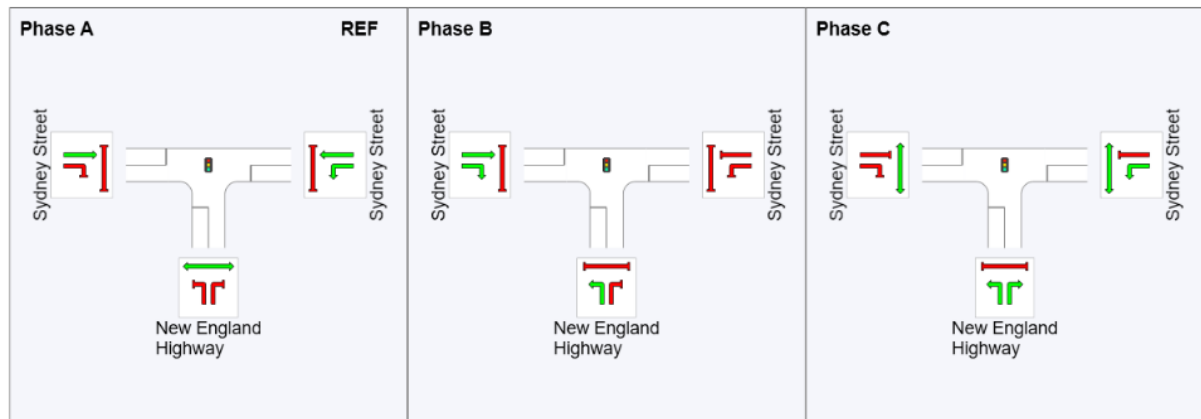 Phase A
REF
Sydney Street
Sydney Street
New England
Highway
Phase B
Sydney Street
Sydney Street
New England
Highway
Phase C
Sydney Street
Sydney Street
New England
Highway